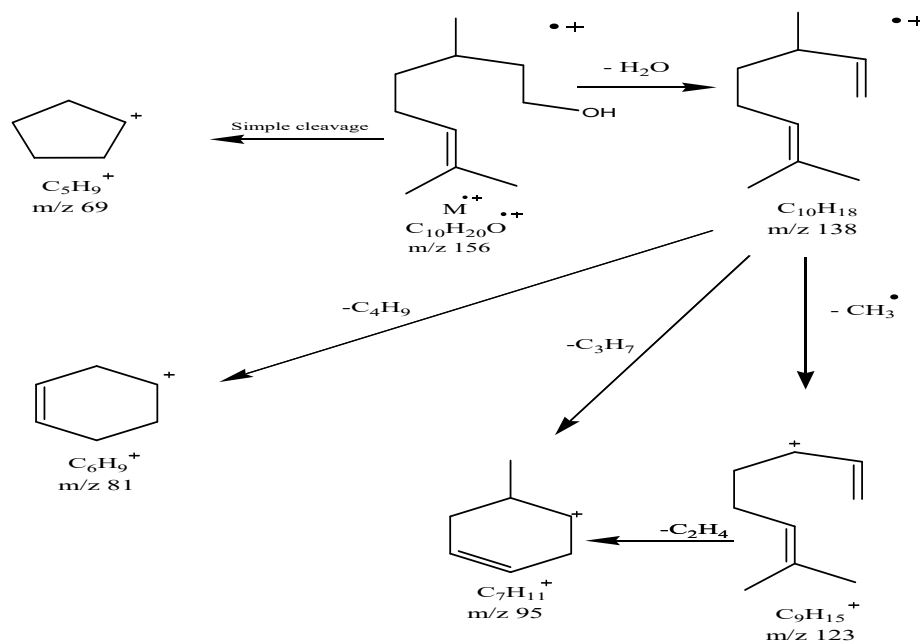 •+
•+
- H₂O
OH
+
Simple cleavage
C₅H₉⁺
m/z 69
M•+
C₁₀H₂₀O•+
m/z 156
C₁₀H₁₈
m/z 138
-C₄H₉
-C₃H₇
- CH₃•
+
C₆H₉⁺
m/z 81
+
+
-C₂H₄
C₇H₁₁⁺
m/z 95
C₉H₁₅⁺
m/z 123